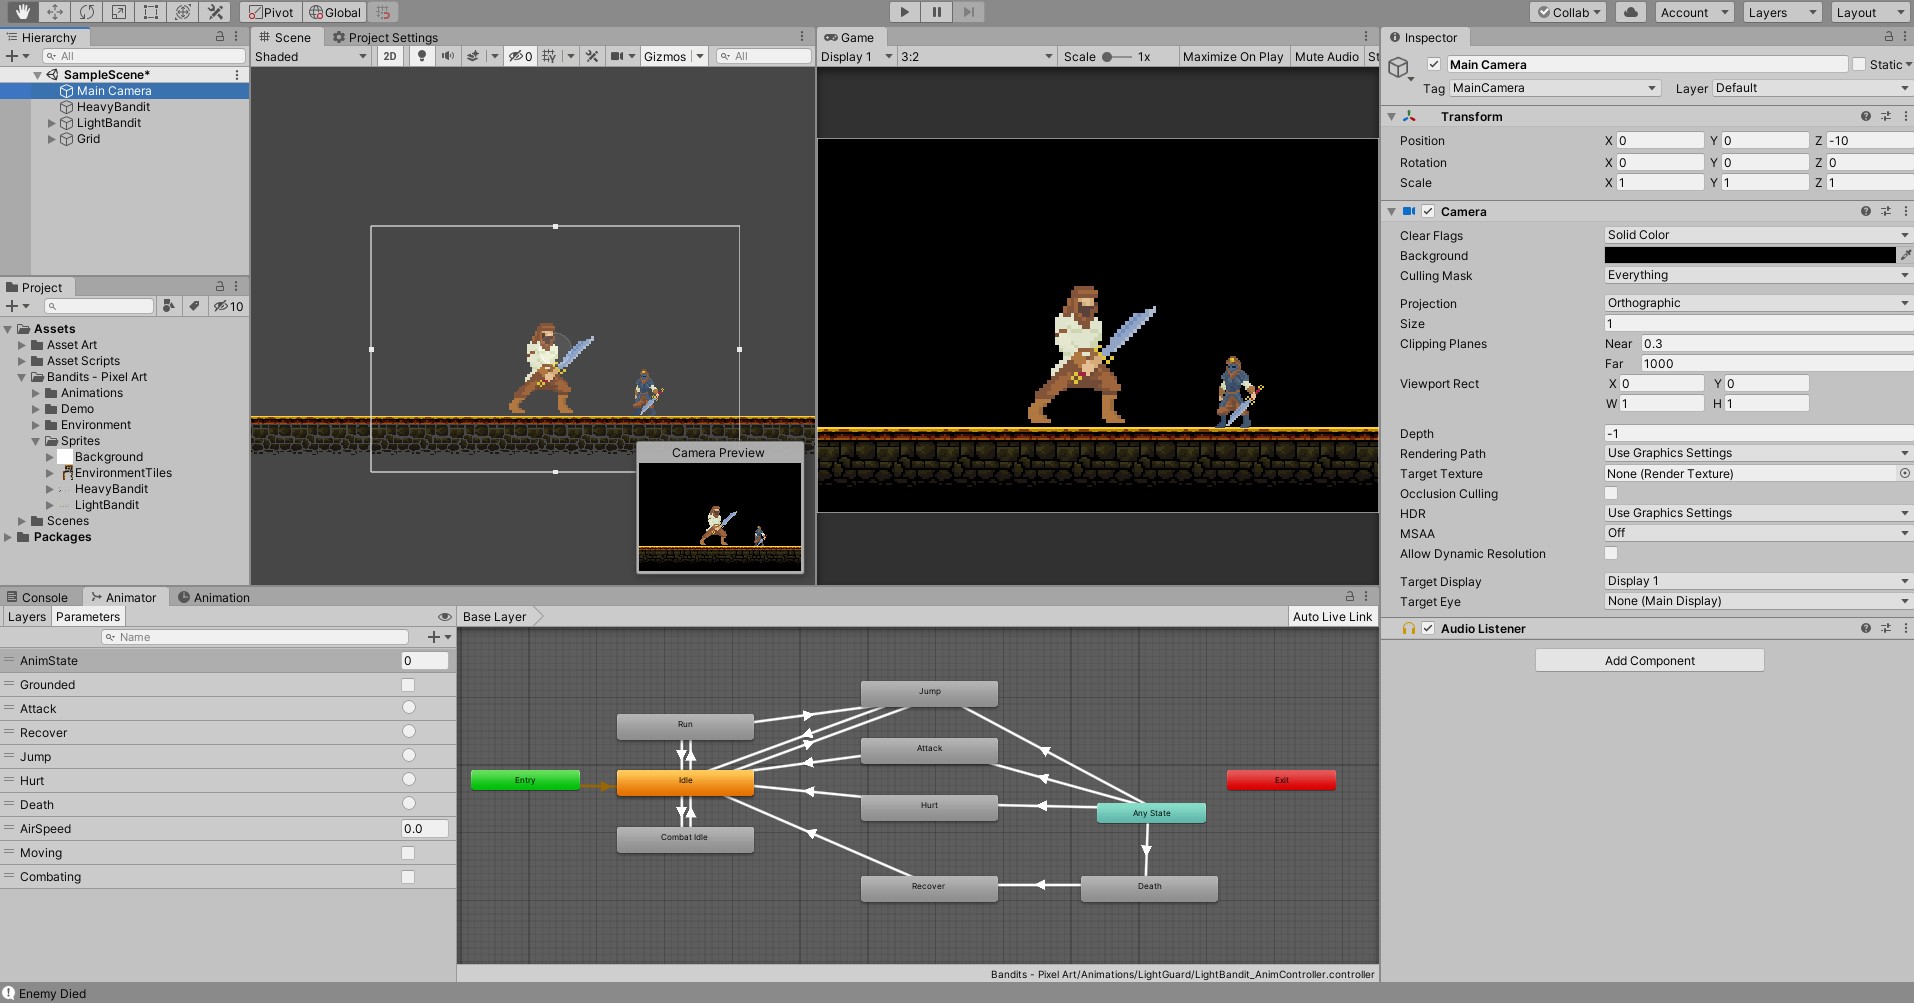 Pivot Global Collab Account Layers Layout
Hierarchy
All
SampleScene*
Main Camera
HeavyBandit
LightBandit
Grid
Project
10
Assets
Asset Art
Asset Scripts
Bandits - Pixel Art
Animations
Demo
Environment
Sprites
Background
EnvironmentTiles
HeavyBandit
LightBandit
Scenes
Packages
Scene Project Settings
Shaded 2D 0 Gizmos All
Camera Preview
Game
Display 1 3:2 Scale 1x Maximize On Play Mute Audio St
Inspector
Main Camera Static
Tag MainCamera Layer Default
Transform
Position X 0 Y 0 Z -10
Rotation X 0 Y 0 Z 0
Scale X 1 Y 1 Z 1
Camera
Clear Flags Solid Color
Background
Culling Mask Everything
Projection Orthographic
Size 1
Clipping Planes Near 0.3
Far 1000
Viewport Rect X 0 Y 0
W 1 H 1
Depth -1
Rendering Path Use Graphics Settings
Target Texture None (Render Texture)
Occlusion Culling
HDR Use Graphics Settings
MSAA Off
Allow Dynamic Resolution
Target Display Display 1
Target Eye None (Main Display)
Audio Listener
Add Component
Console Animator Animation
Layers Parameters
Name
AnimState 0
Grounded
Attack
Recover
Jump
Hurt
Death
AirSpeed 0.0
Moving
Combating
Base Layer Auto Live Link
Jump
Run
Attack
Entry
Idle
Exit
Hurt
Any State
Combat Idle
Recover
Death
Bandits - Pixel Art/Animations/LightGuard/LightBandit_AnimController.controller
Enemy Died